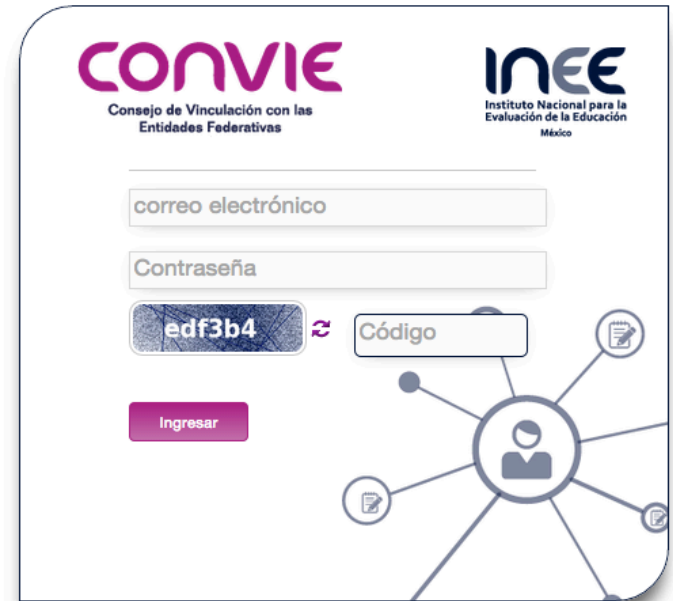 CONVIE
Consejo de Vinculación con las
Entidades Federativas
INEE
Instituto Nacional para la
Evaluación de la Educación
México
correo electrónico
Contraseña
edf3b4
Código
Ingresar